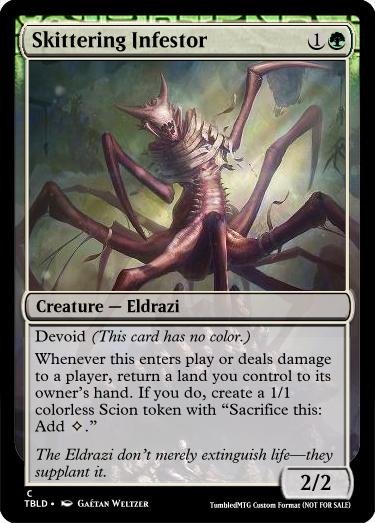 Skittering Infestor 1
Creature — Eldrazi
Devoid (This card has no color.)
Whenever this enters play or deals damage
to a player, return a land you control to its
owner's hand. If you do, create a 1/1
colorless Scion token with “Sacrifice this:
Add ◇.”
The Eldrazi don't merely extinguish life—they
supplant it.
2/2
C
TBLD • Gaétan Weltzer
TumbledMTG Custom Format (NOT FOR SALE)